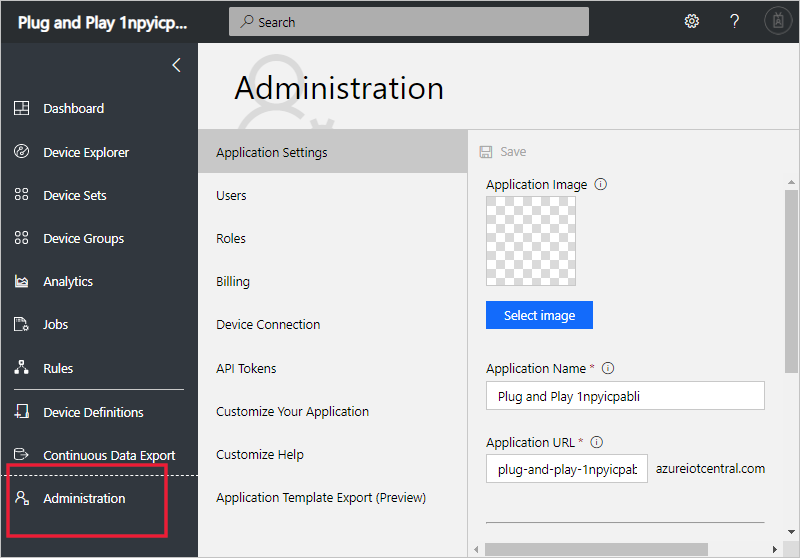 Plug and Play 1npyicp...
Search
?
Dashboard
Device Explorer
Device Sets
Device Groups
Analytics
Jobs
Rules
Device Definitions
Continuous Data Export
Administration
Administration
Application Settings
Users
Roles
Billing
Device Connection
API Tokens
Customize Your Application
Customize Help
Application Template Export (Preview)
Save
Application Image
Select image
Application Name *
Plug and Play 1npyicpabli
Application URL *
plug-and-play-1npyicpab azureiotcentral.com